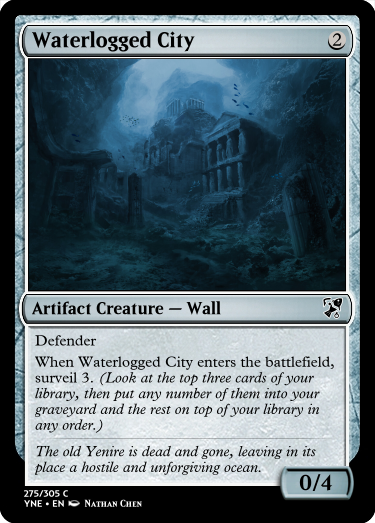 Waterlogged City 2
Artifact Creature — Wall
Defender
When Waterlogged City enters the battlefield,
surveil 3. (Look at the top three cards of your
library, then put any number of them into your
graveyard and the rest on top of your library in
any order.)
The old Yenire is dead and gone, leaving in its
place a hostile and unforgiving ocean.
0/4
275/305 C
YNE • EN Nathan Chen